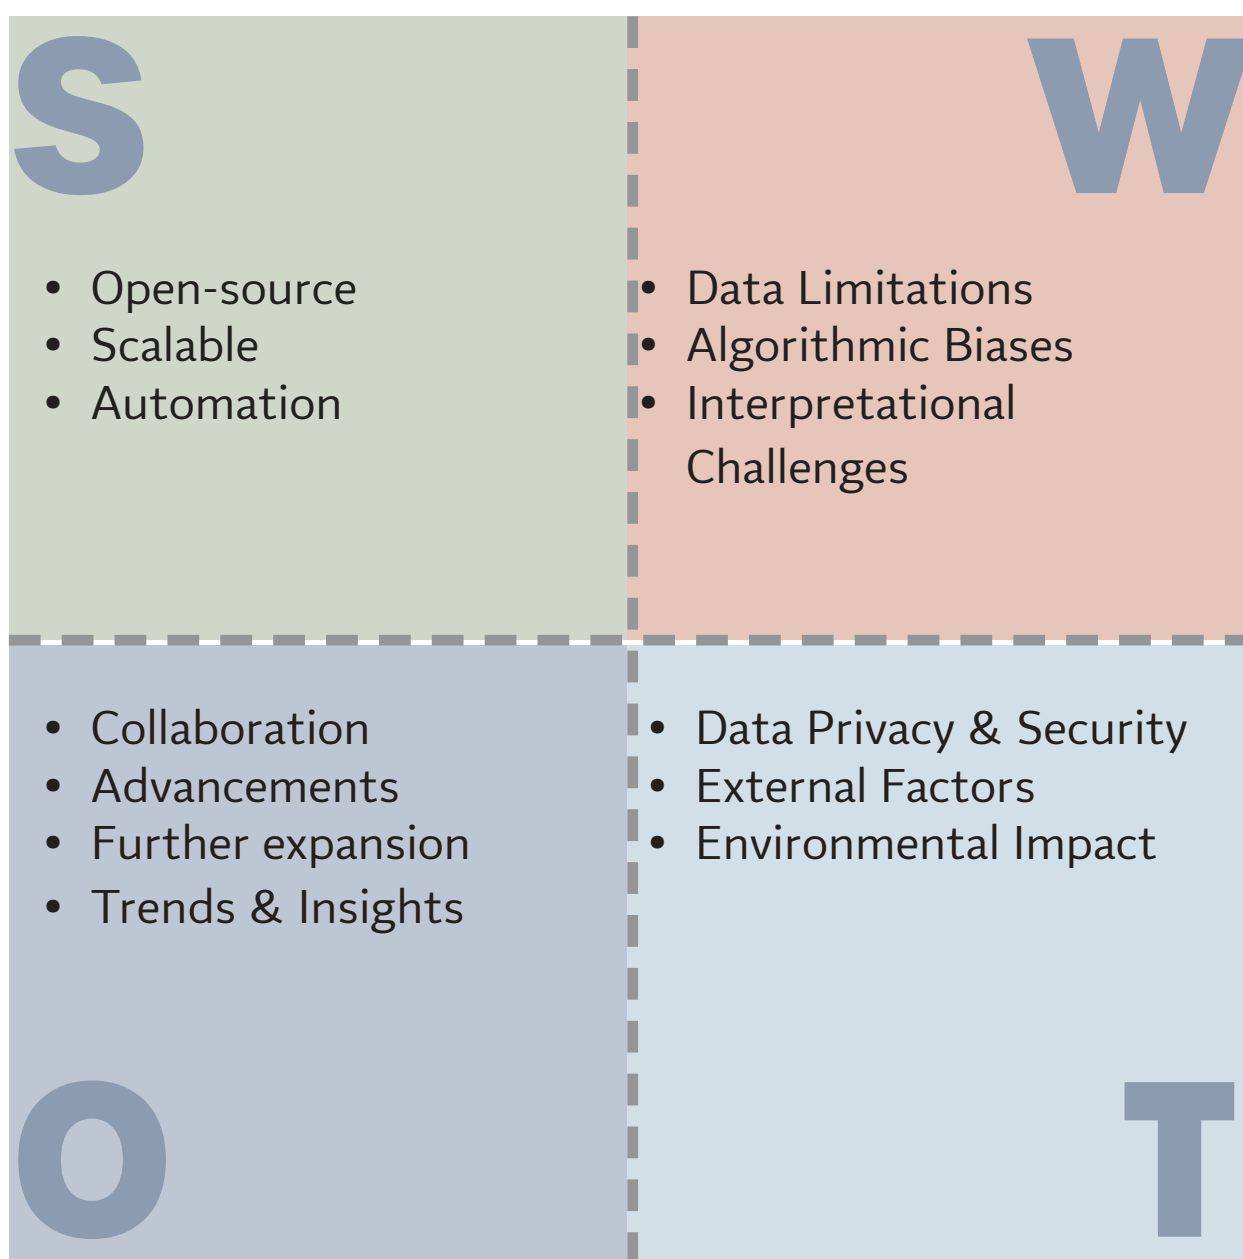 S
• Open-source
• Scalable
• Automation
W
• Data Limitations
• Algorithmic Biases
• Interpretational
Challenges
• Collaboration
• Advancements
• Further expansion
• Trends & Insights
O
• Data Privacy & Security
• External Factors
• Environmental Impact
T